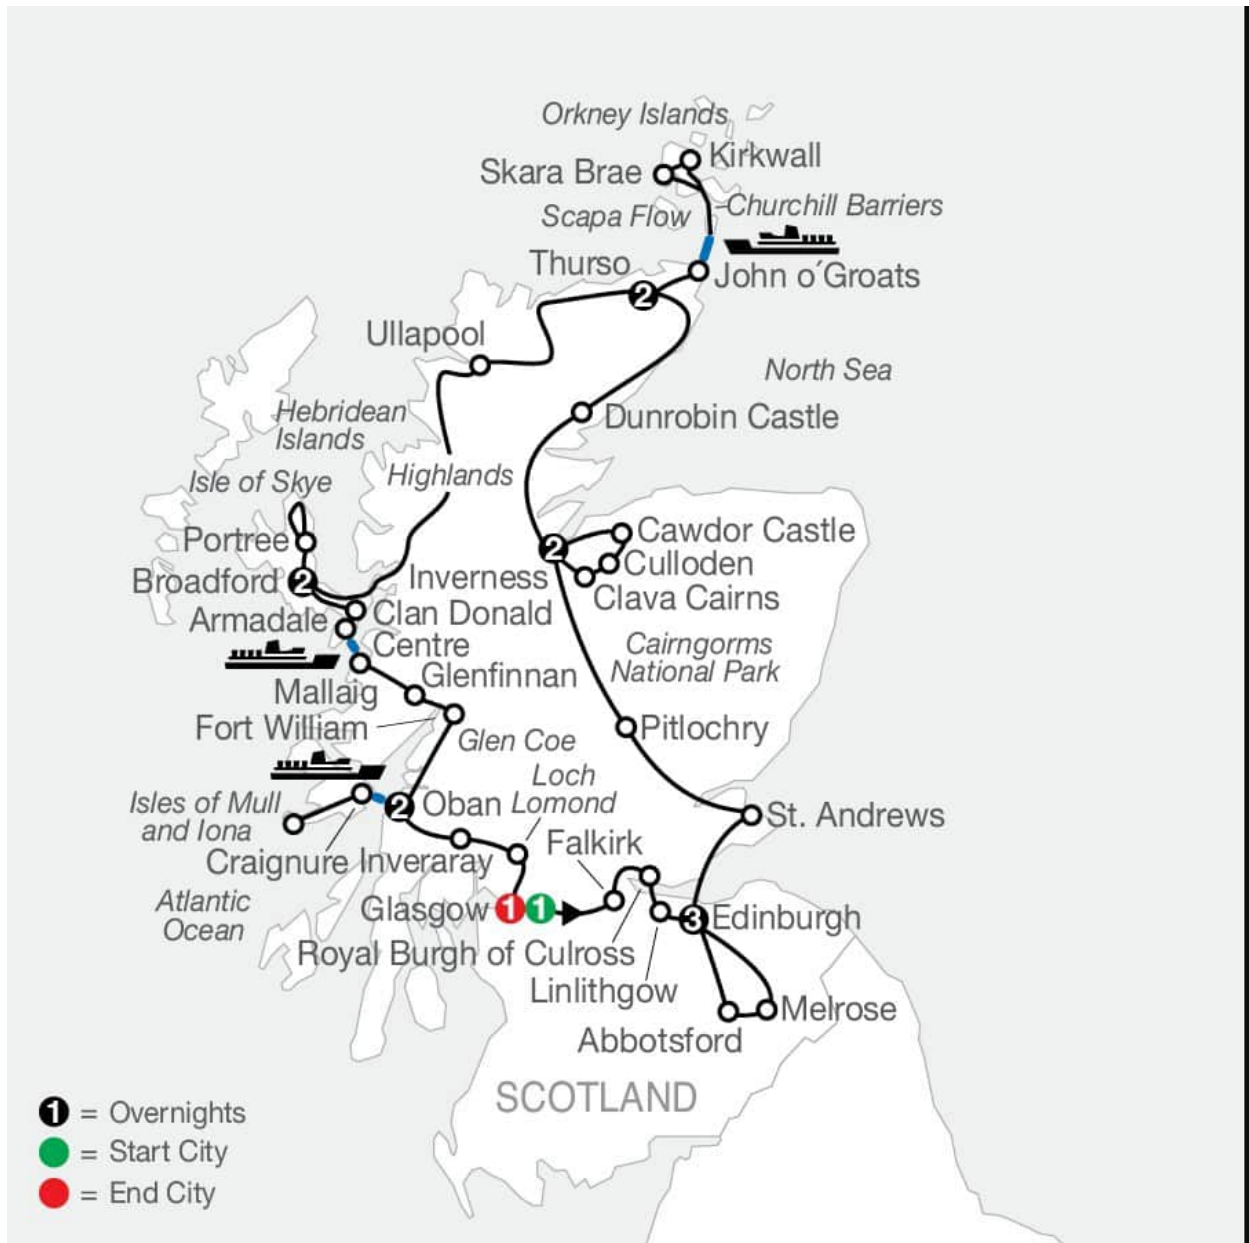 Orkney Islands
Kirkwall
Skara Brae
Churchill Barriers
Scapa Flow
Thurso
John o´Groats
2
Ullapool
North Sea
Hebridean
Islands
Dunrobin Castle
Highlands
Isle of Skye
Portree
Cawdor Castle
2
Culloden
Inverness
Broadford
2
Clava Cairns
Armadale
Clan Donald
Centre
Cairngorms
National Park
Mallaig
Glenfinnan
Fort William
Pitlochry
Glen Coe
Loch
Lomond
Isles of Mull
and Iona
2
Oban
St. Andrews
Craignure
Inveraray
Falkirk
Atlantic
Ocean
Glasgow
1
1
3
Edinburgh
Royal Burgh of Culross
Linlithgow
Melrose
Abbotsford
SCOTLAND
1 = Overnights
= Start City
= End City